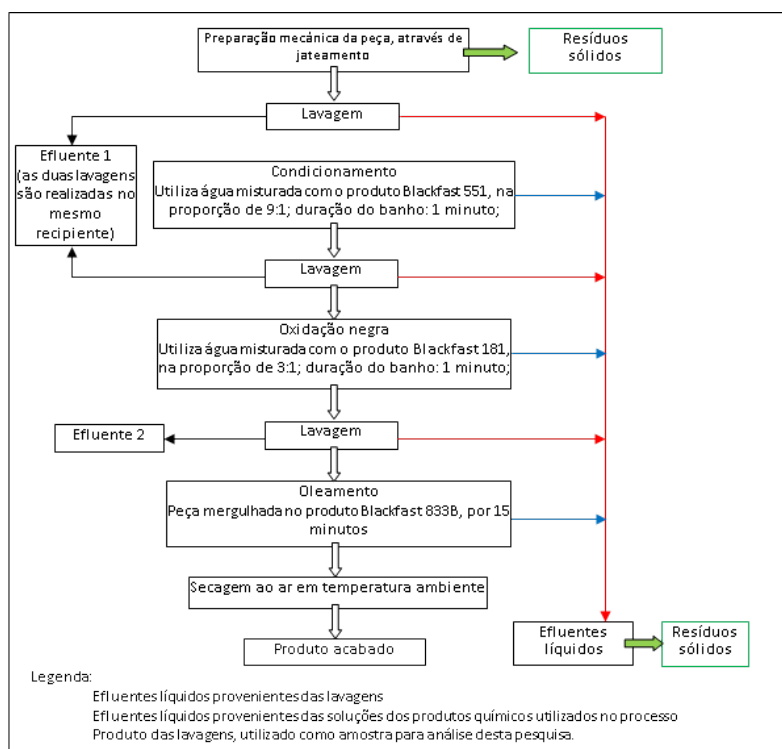 Preparação mecânica da peça, através de
jateamento
Resíduos
sólidos
Lavagem
Efluente 1
(as duas lavagens
são realizadas no
mesmo
recipiente)
Condicionamento
Utiliza água misturada com o produto Blackfast 551, na
proporção de 9:1; duração do banho: 1 minuto;
Lavagem
Oxidação negra
Utiliza água misturada com o produto Blackfast 181,
na proporção de 3:1; duração do banho: 1 minuto;
Efluente 2
Lavagem
Oleamento
Peça mergulhada no produto Blackfast 833B, por 15
minutos
Secagem ao ar em temperatura ambiente
Produto acabado
Efluentes
líquidos
Resíduos
sólidos
Legenda:
Efluentes líquidos provenientes das lavagens
Efluentes líquidos provenientes das soluções dos produtos químicos utilizados no processo
Produto das lavagens, utilizado como amostra para análise desta pesquisa.